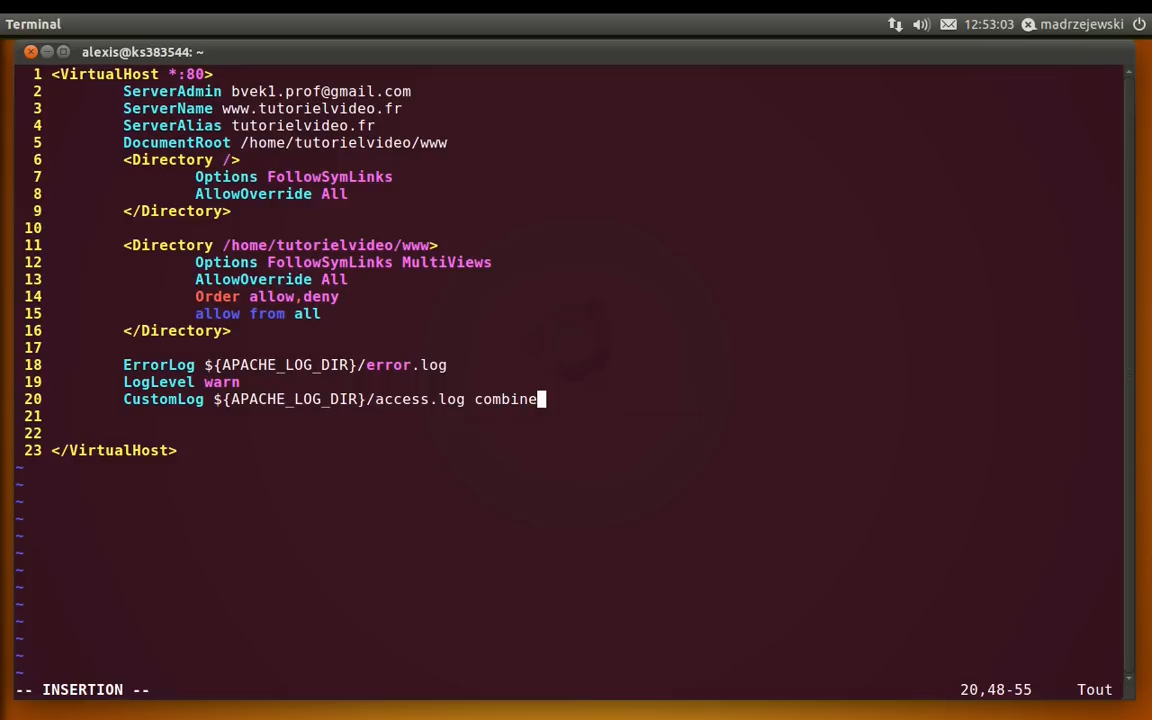 Terminal
12:53:03 madrzejewski
alexis@ks383544: ~
1 <VirtualHost *:80>
2 ServerAdmin bvek1.prof@gmail.com
3 ServerName www.tutorielvideo.fr
4 ServerAlias tutorielvideo.fr
5 DocumentRoot /home/tutorielvideo/www
6 <Directory />
7 Options FollowSymLinks
8 AllowOverride All
9 </Directory>
10
11 <Directory /home/tutorielvideo/www>
12 Options FollowSymLinks MultiViews
13 AllowOverride All
14 Order allow,deny
15 allow from all
16 </Directory>
17
18 ErrorLog ${APACHE_LOG_DIR}/error.log
19 LogLevel warn
20 CustomLog ${APACHE_LOG_DIR}/access.log combine
21
22
23 </VirtualHost>
~
~
~
~
~
~
~
~
~
~
~
~
~
-- INSERTION -- 20,48-55 Tout